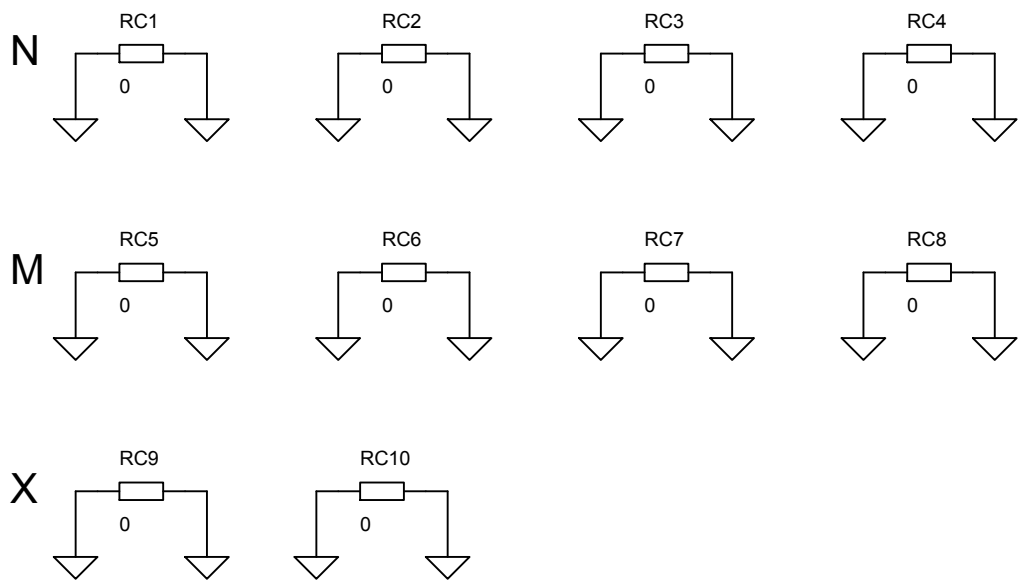 RC1 RC2 RC3 RC4
N
0 0 0 0
RC5 RC6 RC7 RC8
M
0 0 0 0
RC9 RC10
X
0 0